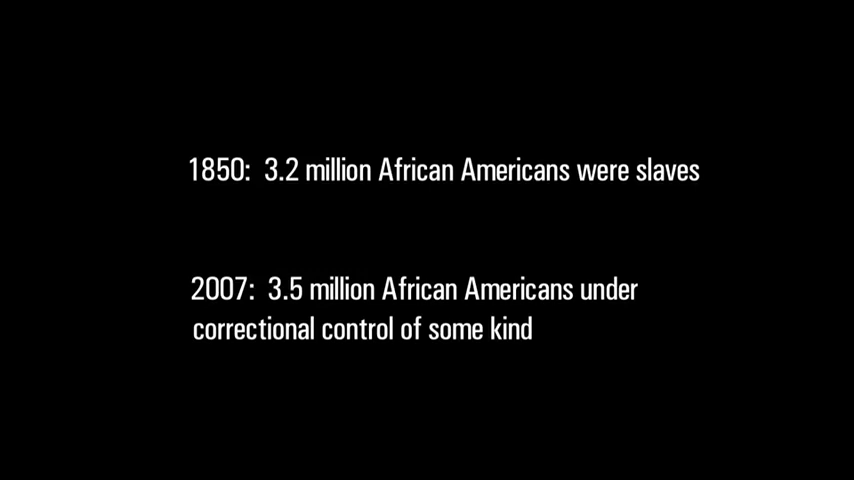 1850:  3.2 million African Americans were slaves
2007:  3.5 million African Americans under
correctional control of some kind